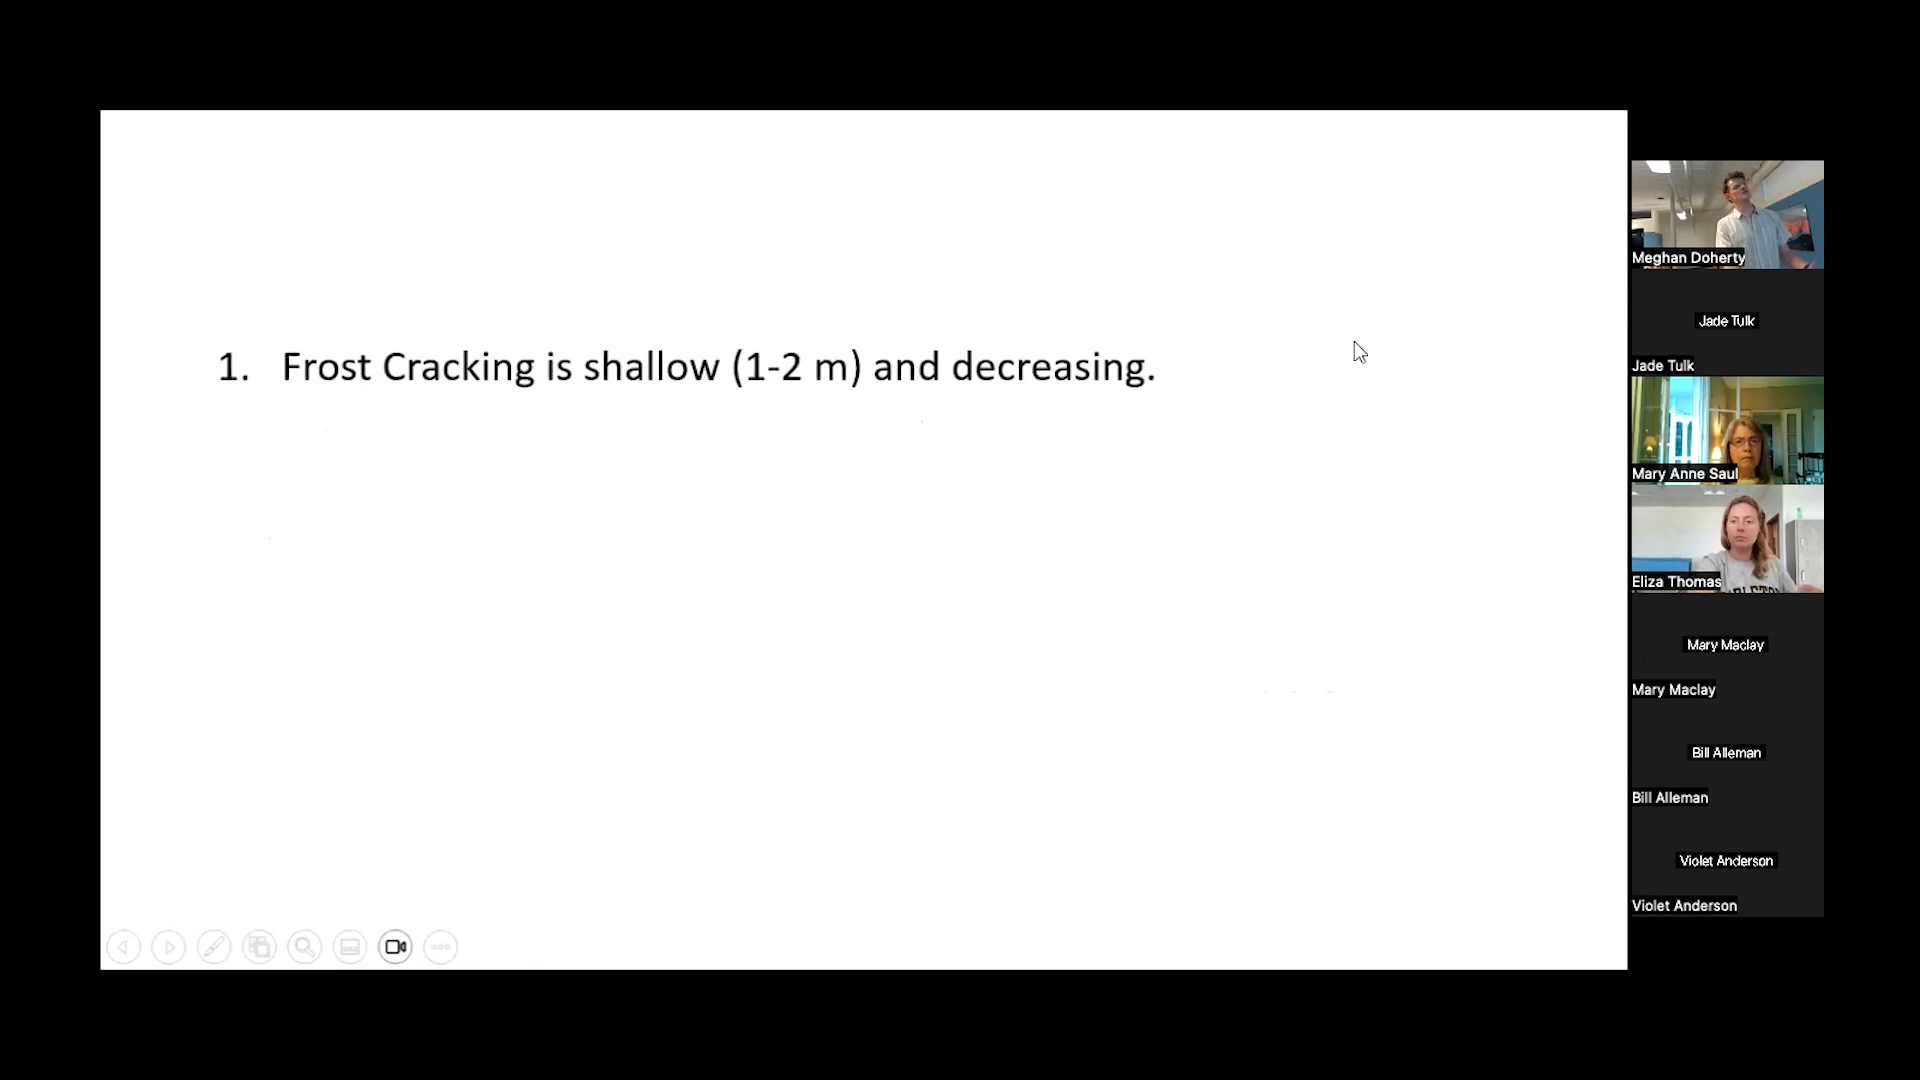 1. Frost Cracking is shallow (1-2 m) and decreasing.
Meghan Doherty
Jade Tulk
Jade Tulk
Mary Anne Saul
Eliza Thomas
Mary Maclay
Mary Maclay
Bill Alleman
Bill Alleman
Violet Anderson
Violet Anderson